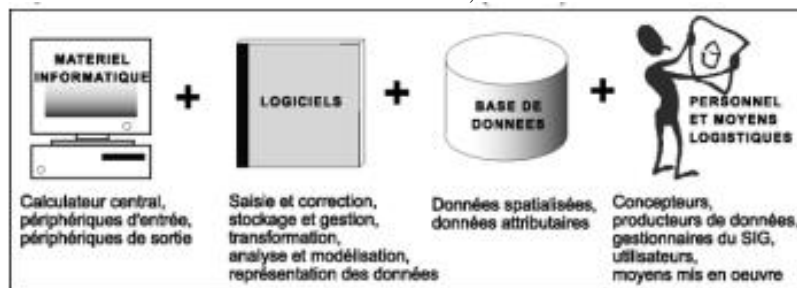 MATERIEL
INFORMATIQUE
+
LOGICIELS
+
BASE DE
DONNEES
+
PERSONNEL
ET MOYENS
LOGISTIQUES
Calculateur central,
périphériques d'entrée,
périphériques de sortie
Saisie et correction,
stockage et gestion,
transformation,
analyse et modélisation,
représentation des données
Données spatialisées,
données attributaires
Concepteurs,
producteurs de données,
gestionnaires du SIG,
utilisateurs,
moyens mis en oeuvre